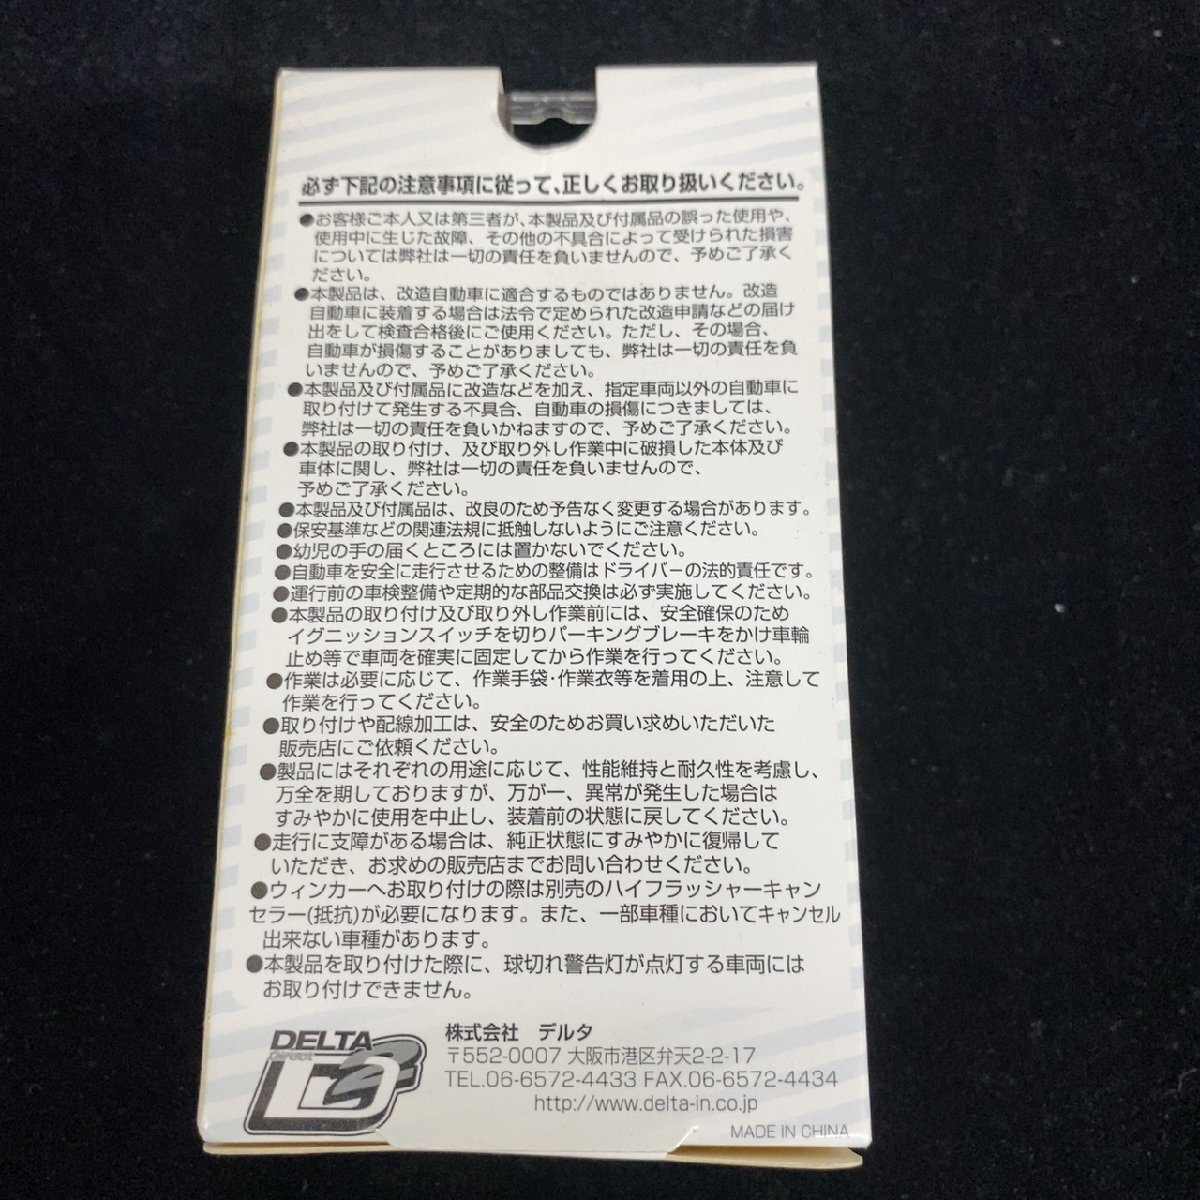 必ず下記の注意事項に従って、正しくお取り扱いください。
●お客様ご本人又は第三者が、本製品及び付属品の誤った使用や、
使用中に生じた故障、その他の不具合によって受けられた損害
については弊社は一切の責任を負いませんので、予めご了承く
ださい。
●本製品は、改造自動車に適合するものではありません。改造
自動車に装着する場合は法令で定められた改造申請などの届け
出をして検査合格後にご使用ください。ただし、その場合、
自動車が損傷することがありましても、弊社は一切の責任を負
いませんので、予めご了承ください。
●本製品及び付属品に改造などを加え、指定車両以外の自動車に
取り付けて発生する不具合、自動車の損傷につきましては、
弊社は一切の責任を負いかねますので、予めご了承ください。
●本製品の取り付け、及び取り外し作業中に破損した本体及び
車体に関し、弊社は一切の責任を負いませんので、
予めご了承ください。
●本製品及び付属品は、改良のため予告なく変更する場合があります。
●保安基準などの関連法規に抵触しないようにご注意ください。
●幼児の手の届くところには置かないでください。
●自動車を安全に走行させるための整備はドライバーの法的責任です。
●運行前の車検整備や定期的な部品交換は必ず実施してください。
●本製品の取り付け及び取り外し作業前には、安全確保のため
イグニッションスイッチを切りパーキングブレーキをかけ車輪
止め等で車両を確実に固定してから作業を行ってください。
●作業は必要に応じて、作業手袋・作業衣等を着用の上、注意して
作業を行ってください。
●取り付けや配線加工は、安全のためお買い求めいただいた
販売店にご依頼ください。
●製品にはそれぞれの用途に応じて、性能維持と耐久性を考慮し、
万全を期しておりますが、万が一、異常が発生した場合は
すみやかに使用を中止し、装着前の状態に戻してください。
●走行に支障がある場合は、純正状態にすみやかに復帰して
いただき、お求めの販売店までお問い合わせください。
●ウィンカーへお取り付けの際は別売のハイフラッシャーキャン
セラー(抵抗)が必要になります。また、一部車種においてキャンセル
出来ない車種があります。
●本製品を取り付けた際に、球切れ警告灯が点灯する車両には
お取り付けできません。
DELTA
Direct
D2
株式会社 デルタ
〒552-0007 大阪市港区弁天2-2-17
TEL.06-6572-4433 FAX.06-6572-4434
http://www.delta-in.co.jp
MADE IN CHINA